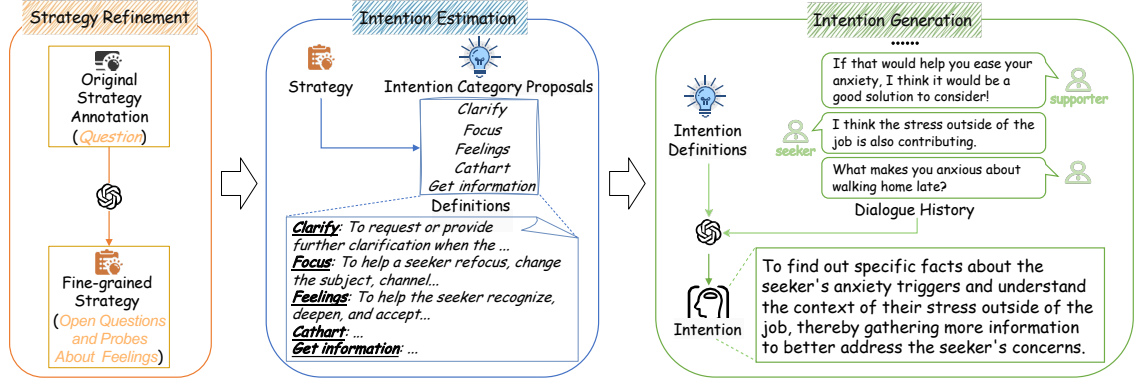 Strategy Refinement
Original
Strategy
Annotation
(Question)
Fine-grained
Strategy
(Open Questions
and Probes
About Feelings)
Intention Estimation
Strategy
Intention Category Proposals
Clarify
Focus
Feelings
Cathart
Get information
Definitions
Clarify: To request or provide
further clarification when the ...
Focus: To help a seeker refocus, change
the subject, channel...
Feelings: To help the seeker recognize,
deepen, and accept...
Cathart: ...
Get information: ...
Intention Generation
......
If that would help you ease your
anxiety, I think it would be a
good solution to consider!
supporter
I think the stress outside of the
job is also contributing.
seeker
What makes you anxious about
walking home late?
Dialogue History
Intention
Definitions
Intention
To find out specific facts about the
seeker's anxiety triggers and understand
the context of their stress outside of the
job, thereby gathering more information
to better address the seeker's concerns.